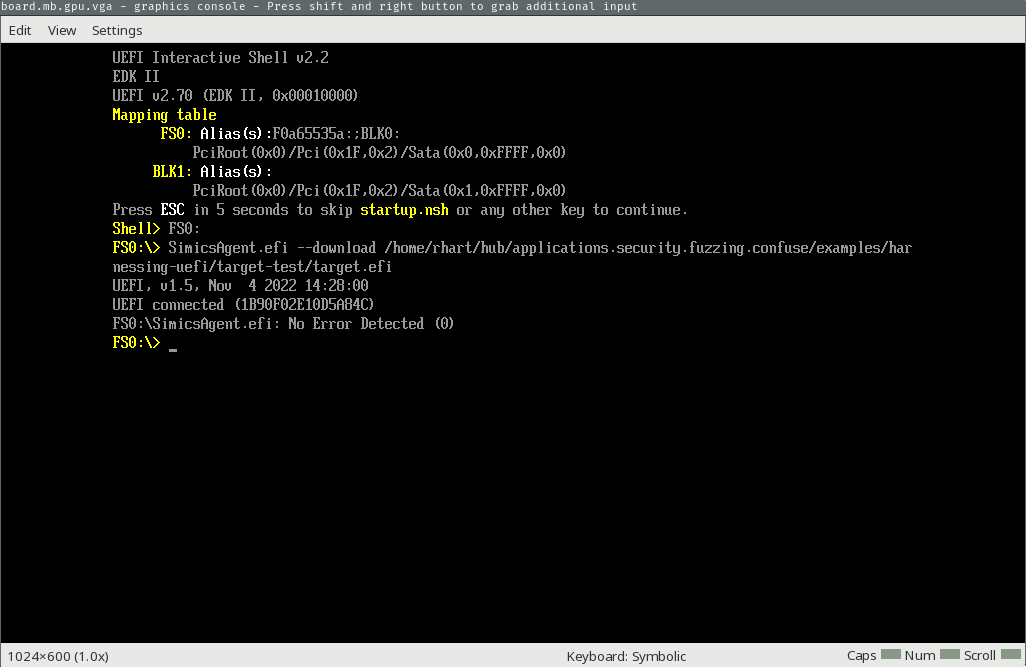 board.mb.gpu.vga - graphics console - Press shift and right button to grab additional input
Edit View Settings
UEFI Interactive Shell v2.2
EDK II
UEFI v2.70 (EDK II, 0x00010000)
Mapping table
FS0: Alias(s):F0a65535a:;BLK0:
PciRoot(0x0)/Pci(0x1F,0x2)/Sata(0x0,0xFFFF,0x0)
BLK1: Alias(s):
PciRoot(0x0)/Pci(0x1F,0x2)/Sata(0x1,0xFFFF,0x0)
Press ESC in 5 seconds to skip startup.nsh or any other key to continue.
Shell> FS0:
FS0:\> SimicsAgent.efi --download /home/rhart/hub/applications.security.fuzzing.confuse/examples/har
nessing-uefi/target-test/target.efi
UEFI, v1.5, Nov  4 2022 14:28:00
UEFI connected (1B90F02E10D5A84C)
FS0:\SimicsAgent.efi: No Error Detected (0)
FS0:\> _
1024×600 (1.0x) Keyboard: Symbolic Caps Num Scroll